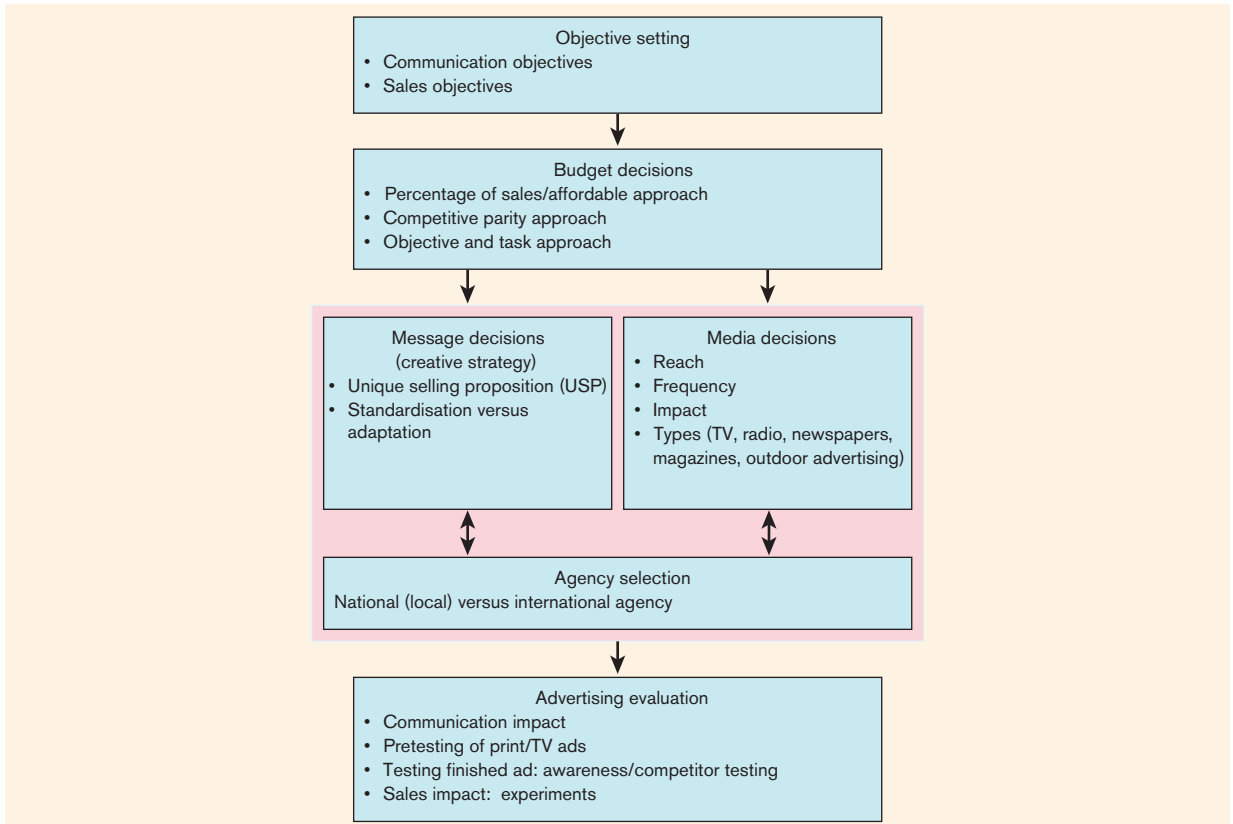 Objective setting
• Communication objectives
• Sales objectives
Budget decisions
• Percentage of sales/affordable approach
• Competitive parity approach
• Objective and task approach
Message decisions
(creative strategy)
• Unique selling proposition (USP)
• Standardisation versus
adaptation
Media decisions
• Reach
• Frequency
• Impact
• Types (TV, radio, newspapers,
magazines, outdoor advertising)
Agency selection
National (local) versus international agency
Advertising evaluation
• Communication impact
• Pretesting of print/TV ads
• Testing finished ad: awareness/competitor testing
• Sales impact: experiments